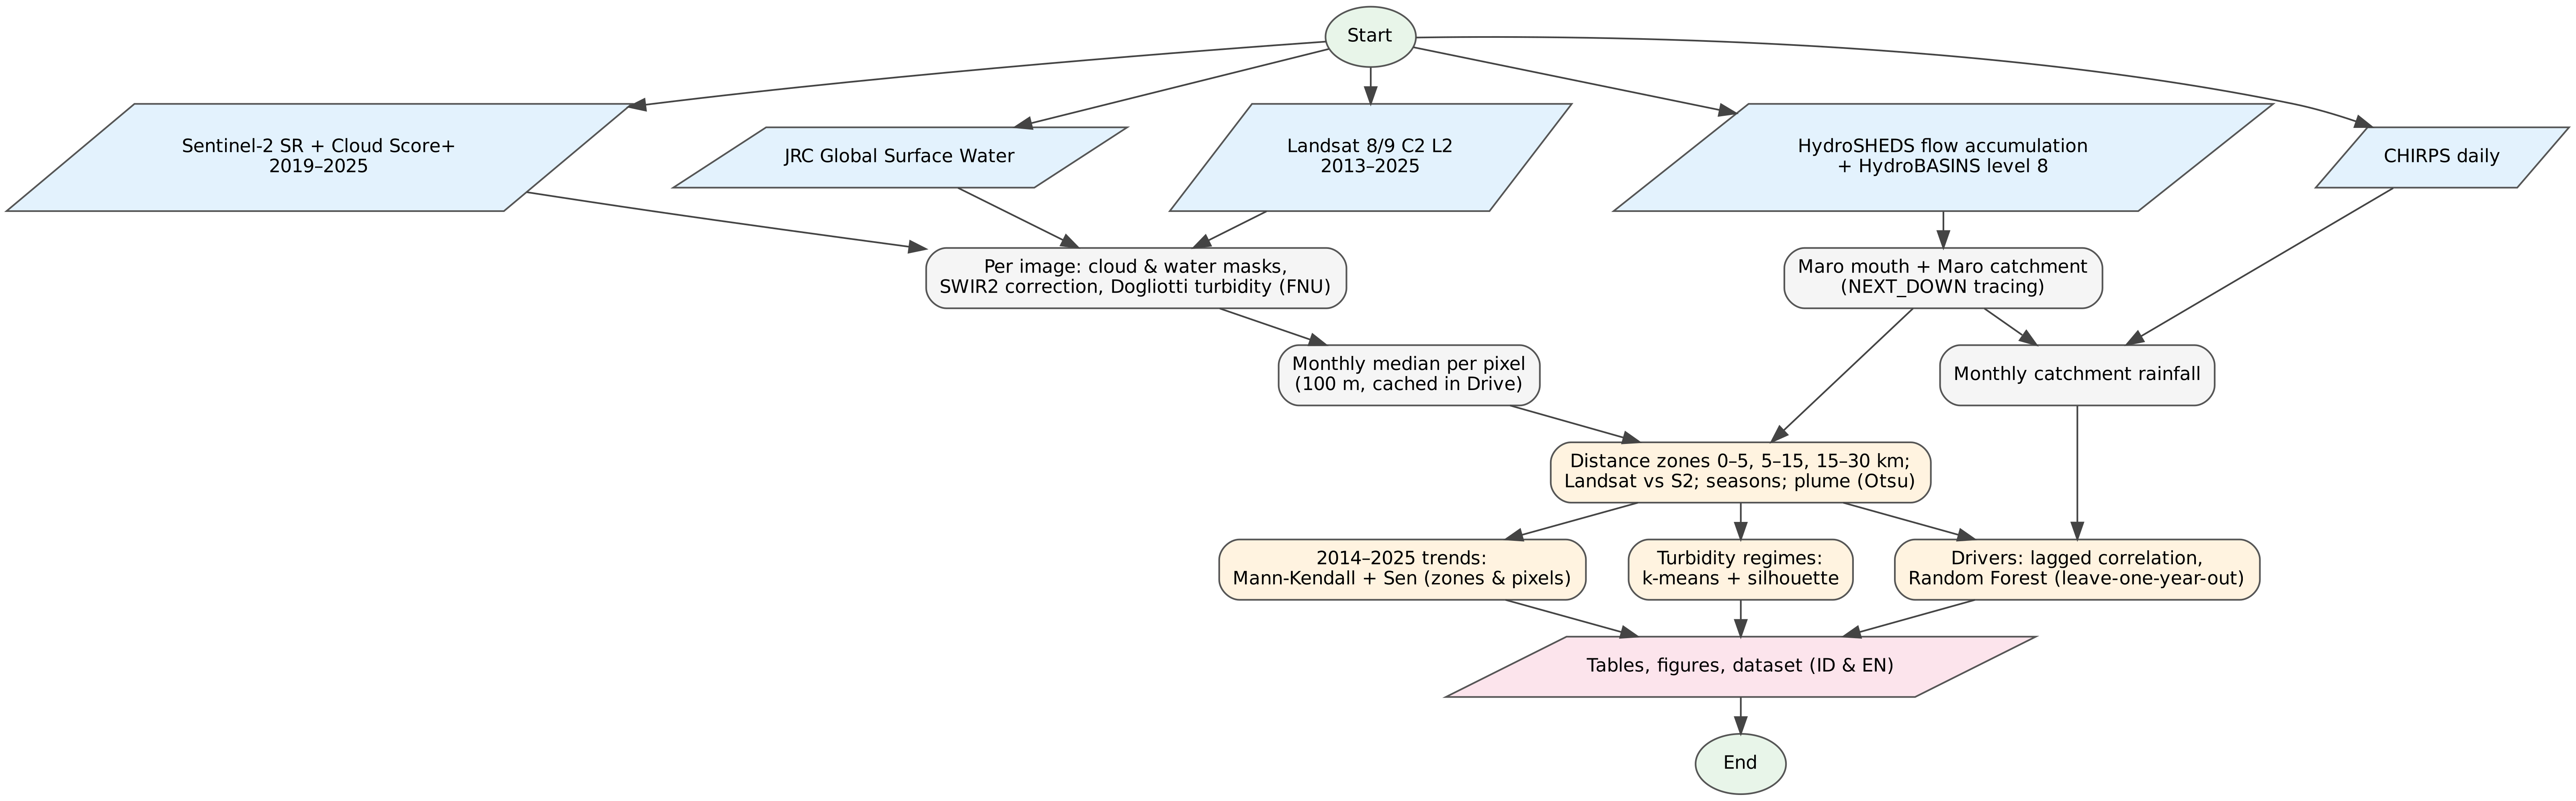 Start
Sentinel-2 SR + Cloud Score+
2019–2025
JRC Global Surface Water
Landsat 8/9 C2 L2
2013–2025
HydroSHEDS flow accumulation
+ HydroBASINS level 8
CHIRPS daily
Per image: cloud & water masks,
SWIR2 correction, Dogliotti turbidity (FNU)
Maro mouth + Maro catchment
(NEXT_DOWN tracing)
Monthly median per pixel
(100 m, cached in Drive)
Monthly catchment rainfall
Distance zones 0–5, 5–15, 15–30 km;
Landsat vs S2; seasons; plume (Otsu)
2014–2025 trends:
Mann-Kendall + Sen (zones & pixels)
Turbidity regimes:
k-means + silhouette
Drivers: lagged correlation,
Random Forest (leave-one-year-out)
Tables, figures, dataset (ID & EN)
End